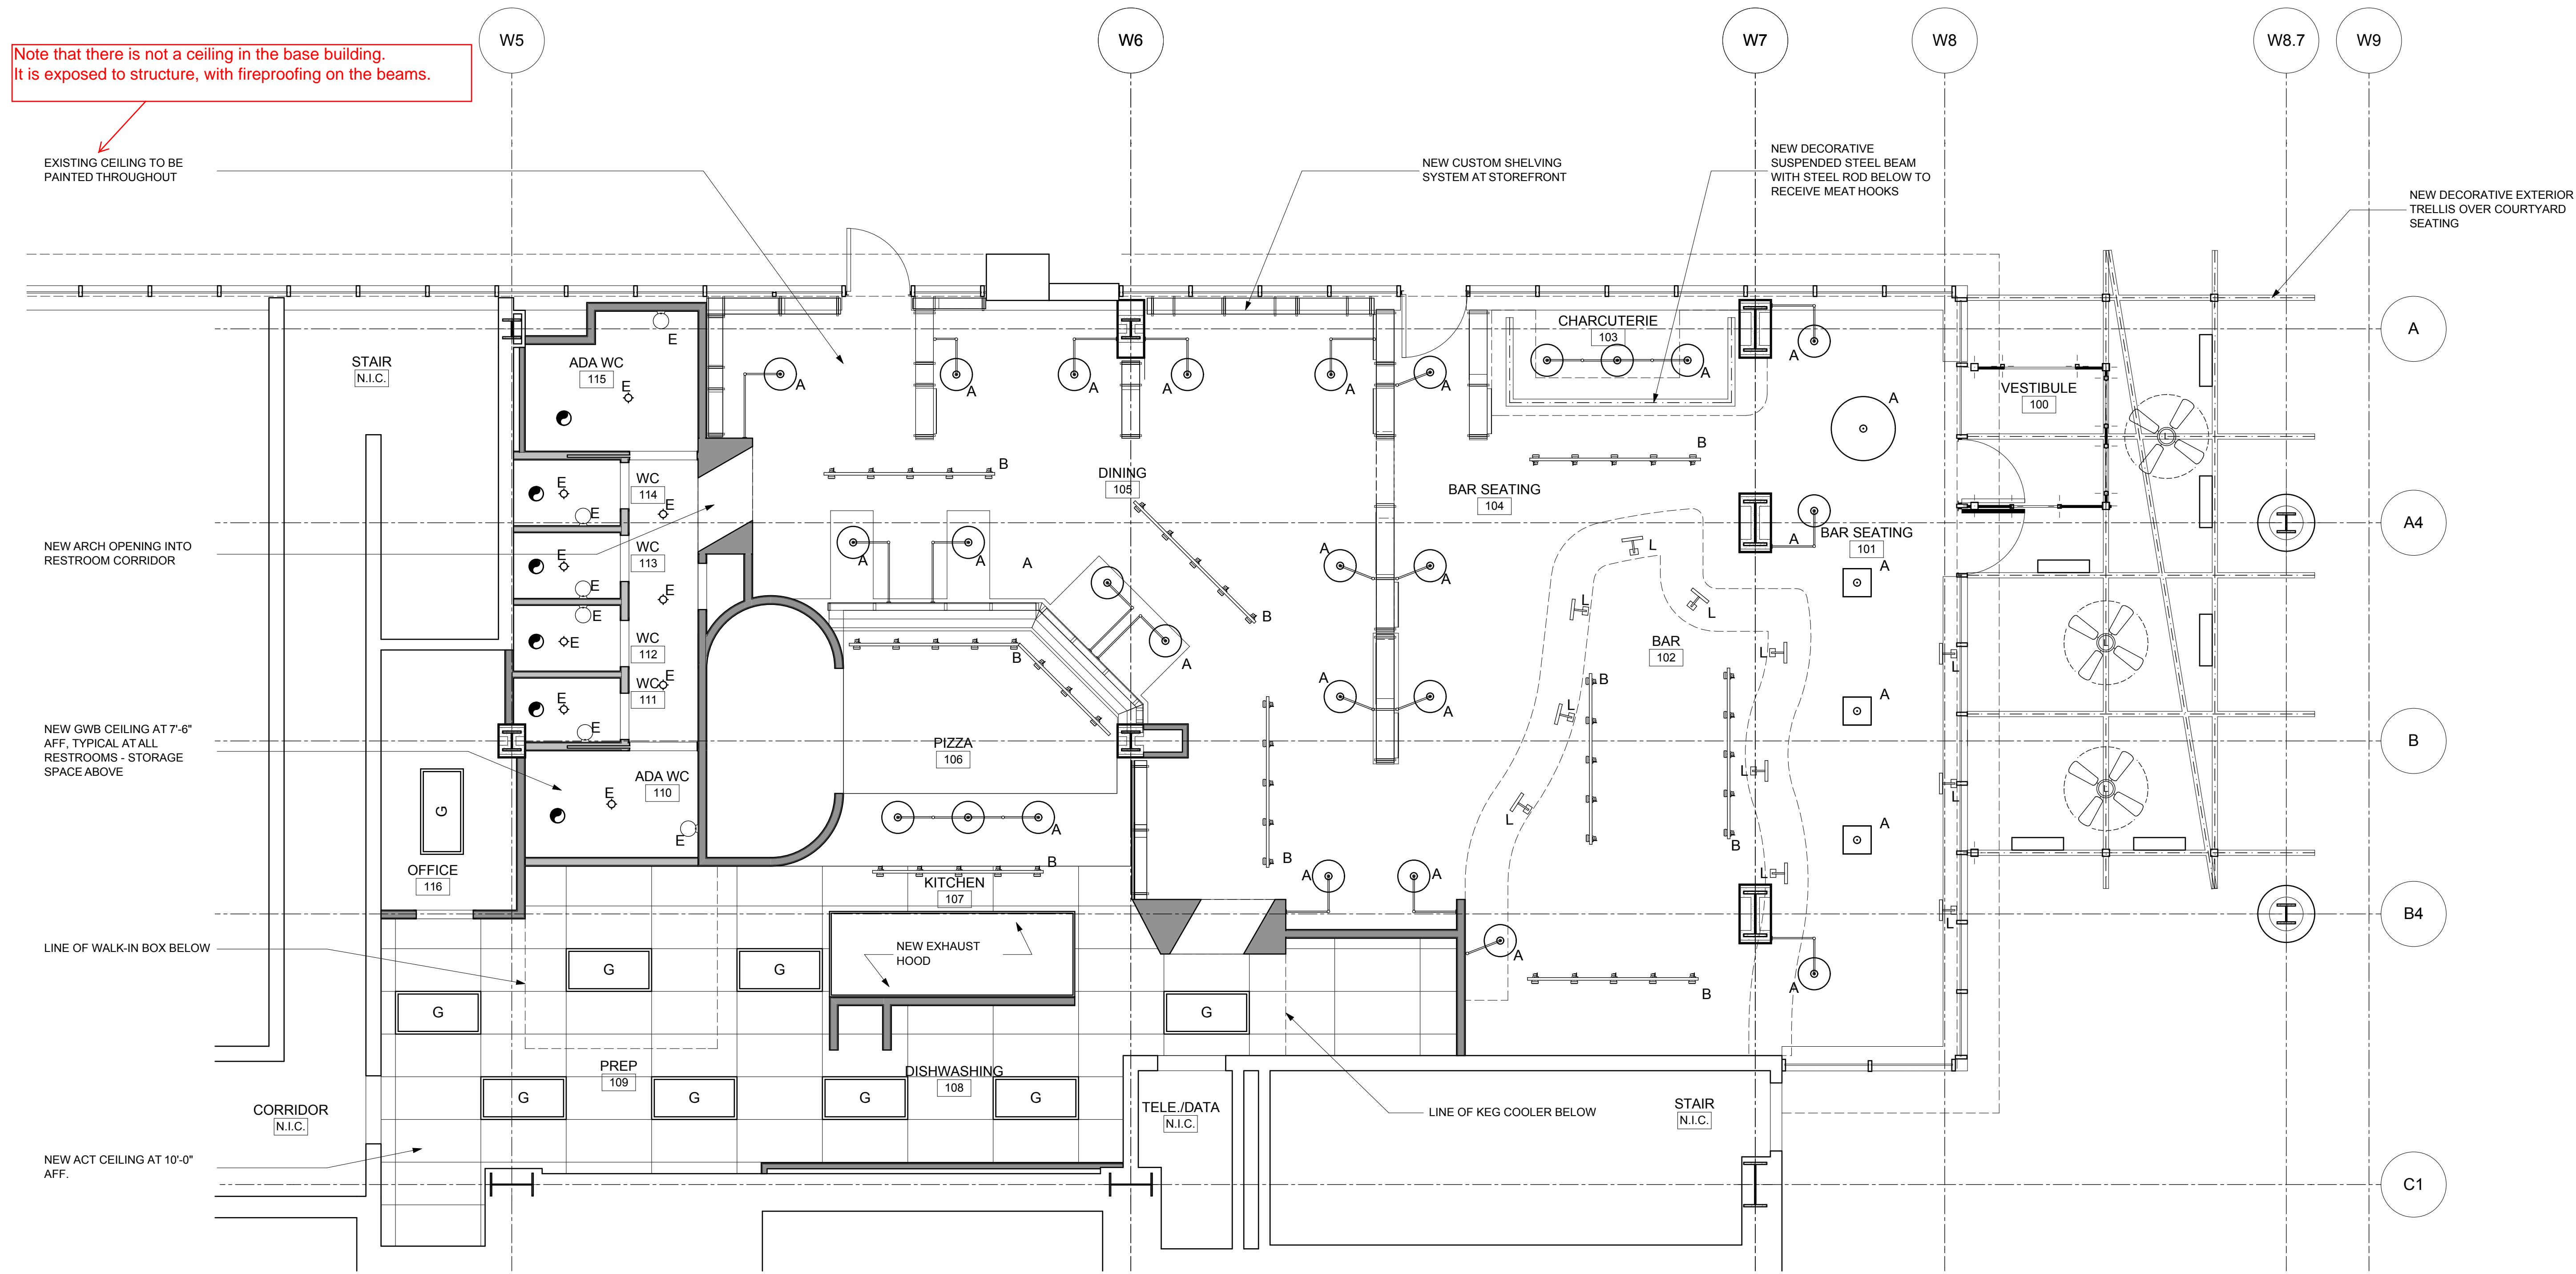 W5
W6
W7
W8
W8.7
W9
Note that there is not a ceiling in the base building.
It is exposed to structure, with fireproofing on the beams.
EXISTING CEILING TO BE
PAINTED THROUGHOUT
NEW CUSTOM SHELVING
SYSTEM AT STOREFRONT
NEW DECORATIVE
SUSPENDED STEEL BEAM
WITH STEEL ROD BELOW TO
RECEIVE MEAT HOOKS
NEW DECORATIVE EXTERIOR
TRELLIS OVER COURTYARD
SEATING
A
CHARCUTERIE
103
E
A
STAIR
N.I.C.
ADA WC
115
E
A
A
A
A
A
A
A
VESTIBULE
100
A
L
B
B
DINING
105
WC
114
E
E
E
BAR SEATING
104
A4
NEW ARCH OPENING INTO
RESTROOM CORRIDOR
WC
113
E
E
E
A
A
A
A
A
L
A
BAR SEATING
101
A
L
L
B
E
E
WC
112
E
BAR
102
L
L
L
B
A
WC
111
E
E
E
B
A
A
L
A
NEW GWB CEILING AT 7'-6"
AFF, TYPICAL AT ALL
RESTROOMS - STORAGE
SPACE ABOVE
PIZZA
106
B
ADA WC
110
E
E
L
L
L
L
A
G
A
L
B
B
B
OFFICE
116
KITCHEN
107
A
A
L
L
B4
LINE OF WALK-IN BOX BELOW
NEW EXHAUST
HOOD
A
G
G
G
G
B
A
PREP
109
DISHWASHING
108
G
G
G
G
CORRIDOR
N.I.C.
TELE./DATA
N.I.C.
LINE OF KEG COOLER BELOW
STAIR
N.I.C.
NEW ACT CEILING AT 10'-0"
AFF.
C1